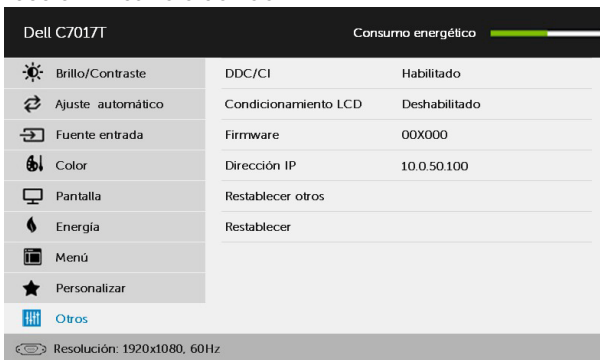 Dell C7017T Consumo energético
Brillo/Contraste DDC/CI Habilitado
Ajuste automático Condicionamiento LCD Deshabilitado
Fuente entrada Firmware 00X000
Color Dirección IP 10.0.50.100
Pantalla Restablecer otros
Energía Restablecer
Menú
Personalizar
Otros
Resolución: 1920x1080, 60Hz